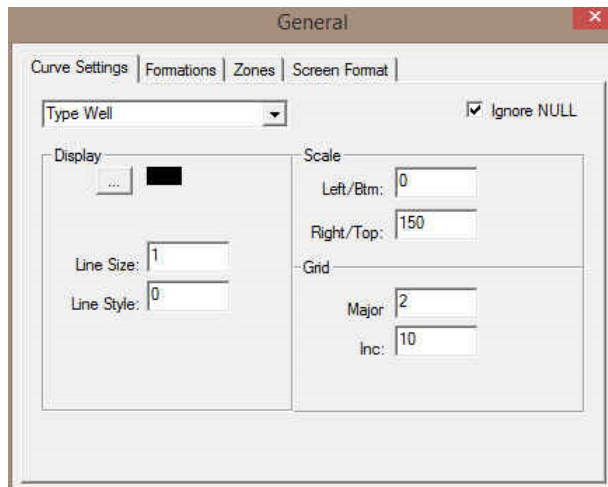 General
Curve Settings Formations Zones Screen Format
Type Well
Ignore NULL
Display
...
Line Size: 1
Line Style: 0
Scale
Left/Btm: 0
Right/Top: 150
Grid
Major 2
Inc: 10